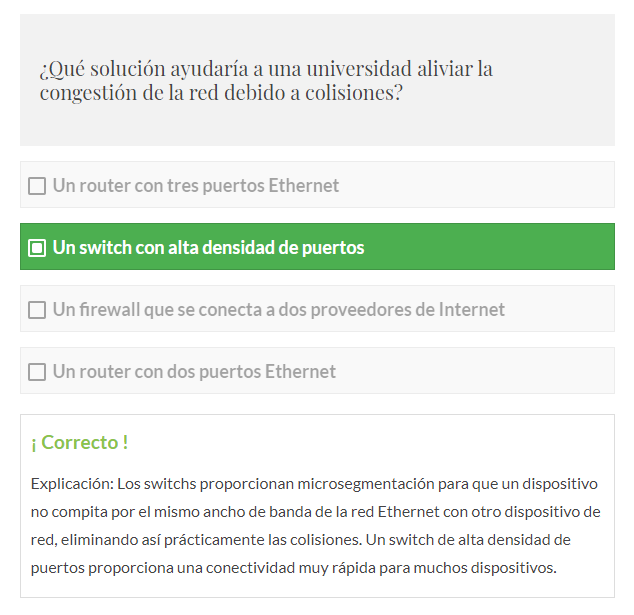 ¿Qué solución ayudaría a una universidad aliviar la
congestión de la red debido a colisiones?
Un router con tres puertos Ethernet
Un switch con alta densidad de puertos
Un firewall que se conecta a dos proveedores de Internet
Un router con dos puertos Ethernet
¡ Correcto !
Explicación: Los switchs proporcionan microsegmentación para que un dispositivo
no compita por el mismo ancho de banda de la red Ethernet con otro dispositivo de
red, eliminando así prácticamente las colisiones. Un switch de alta densidad de
puertos proporciona una conectividad muy rápida para muchos dispositivos.